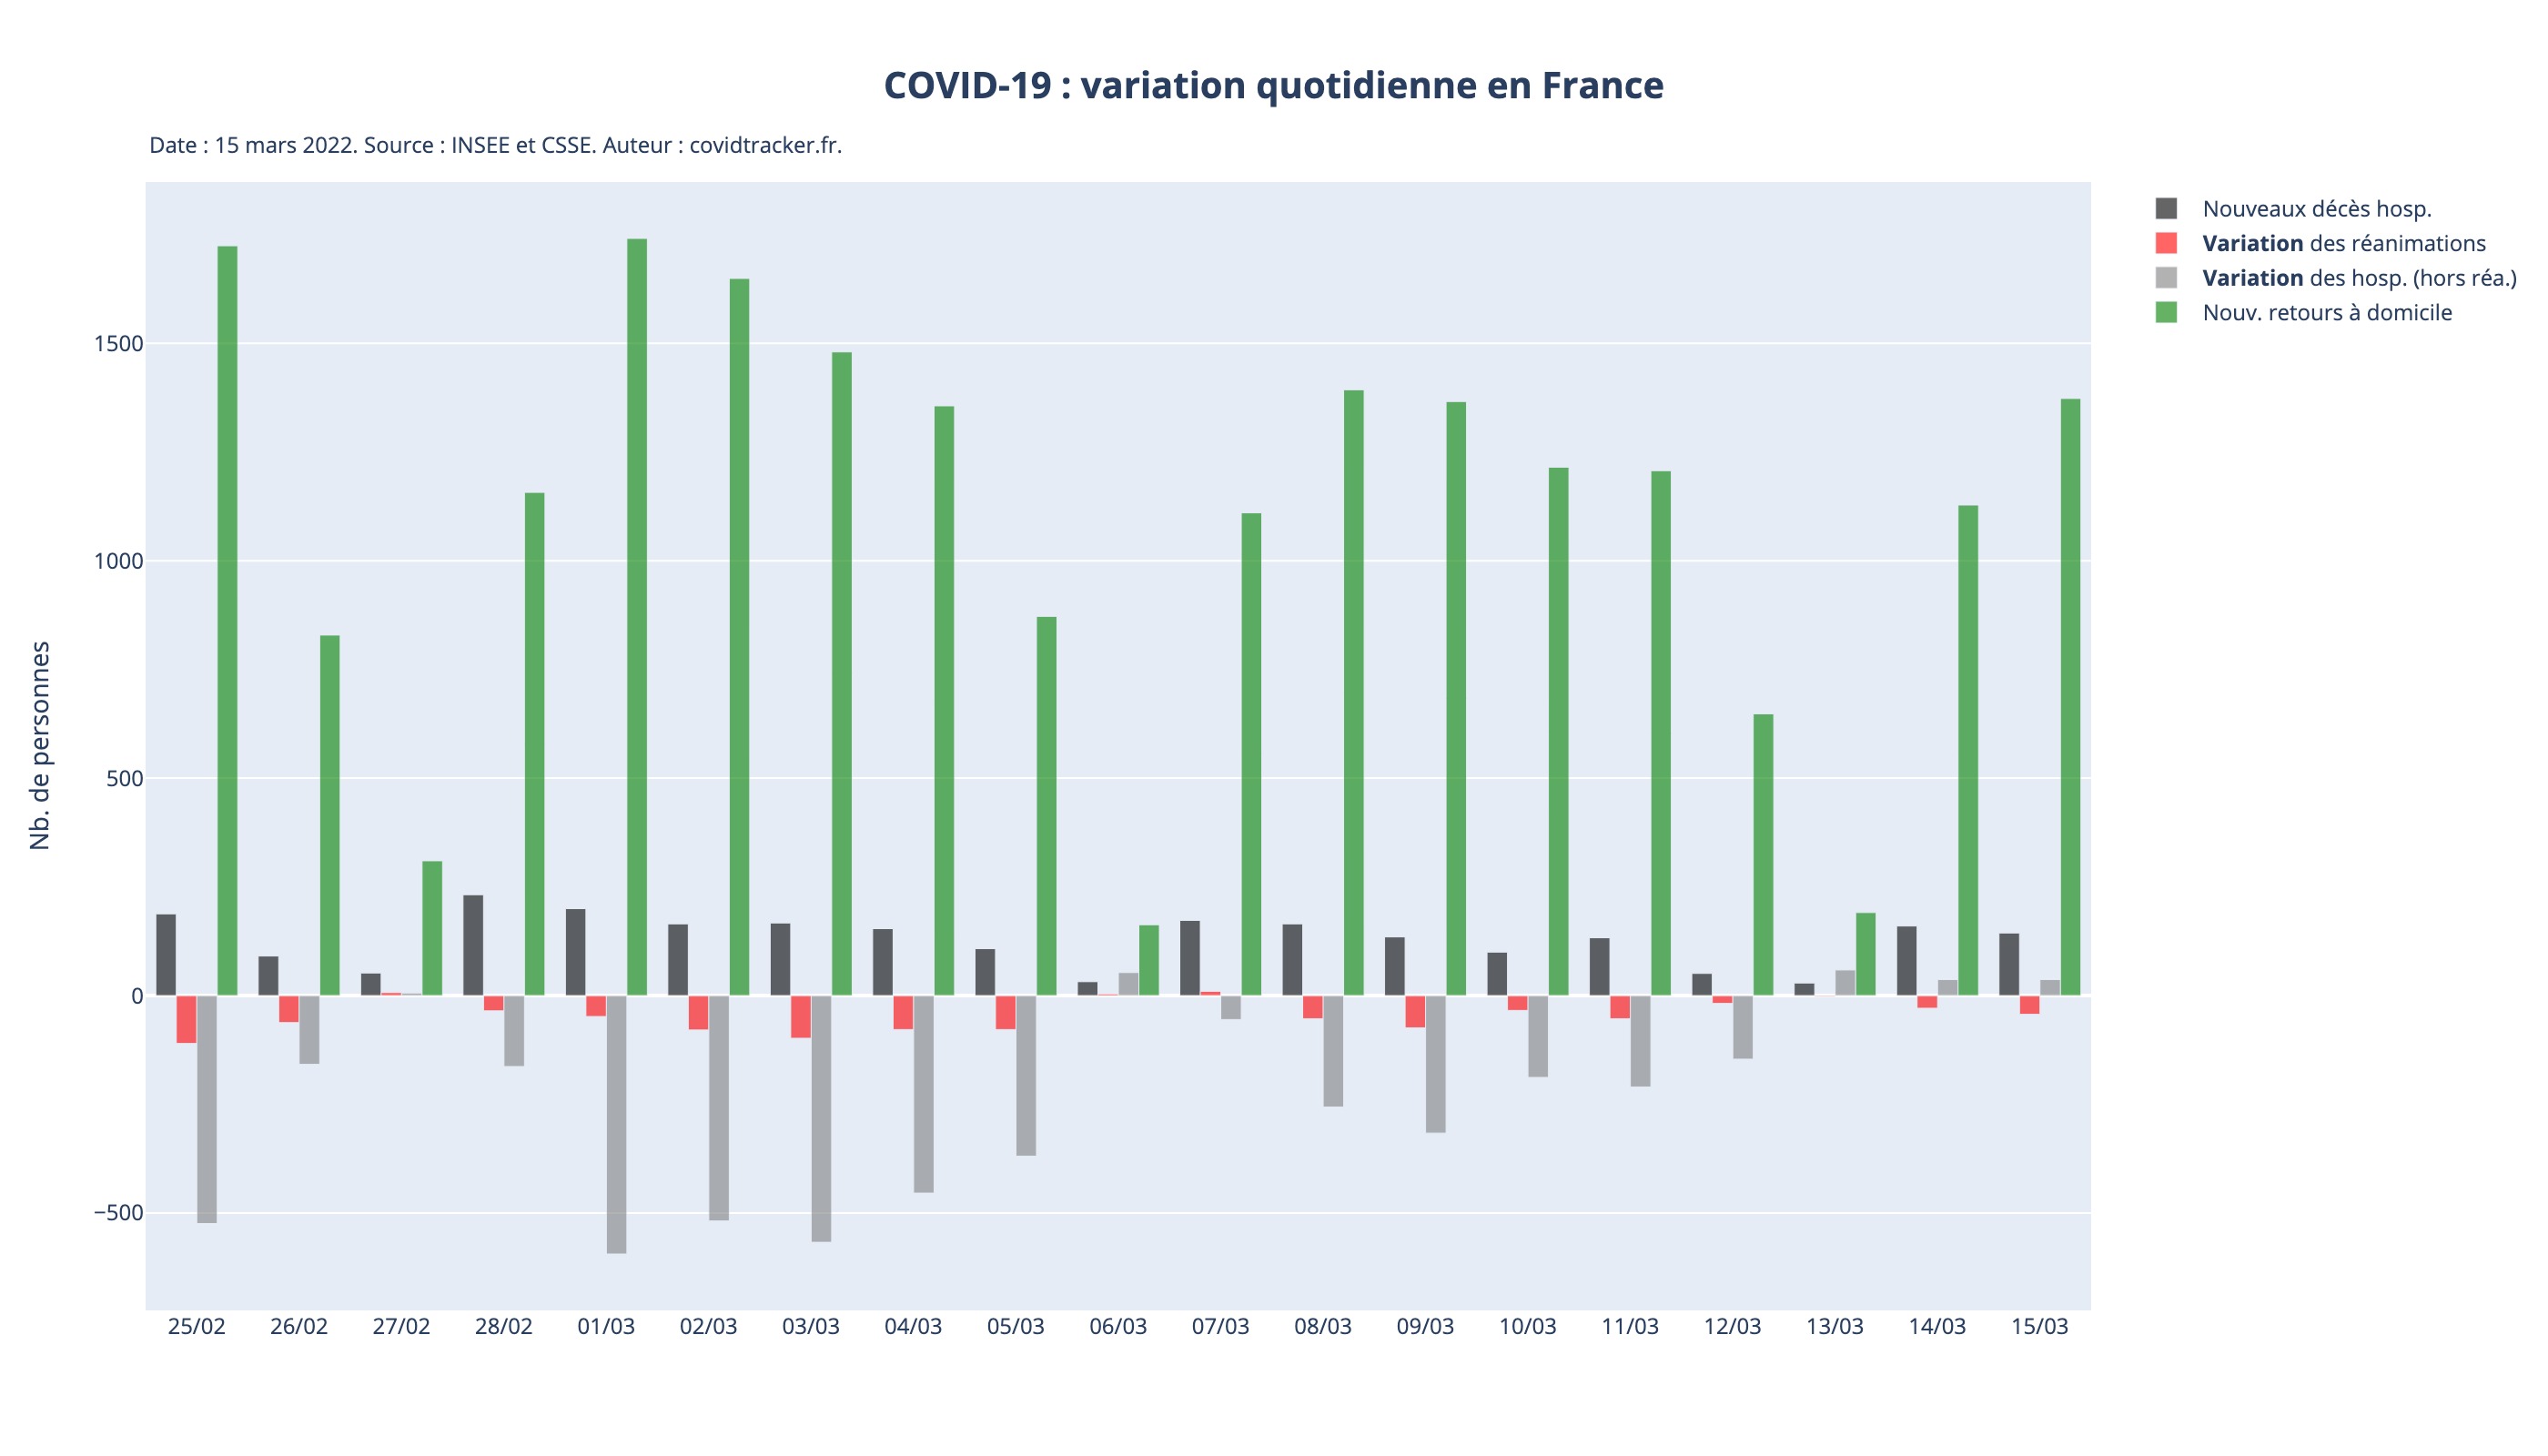 COVID-19 : variation quotidienne en France
Date : 15 mars 2022. Source : INSEE et CSSE. Auteur : covidtracker.fr.
Nouveaux décès hosp.
Variation des réanimations
Variation des hosp. (hors réa.)
Nouv. retours à domicile
Nb. de personnes
1500
1000
500
0
−500
25/02 26/02 27/02 28/02 01/03 02/03 03/03 04/03 05/03 06/03 07/03 08/03 09/03 10/03 11/03 12/03 13/03 14/03 15/03